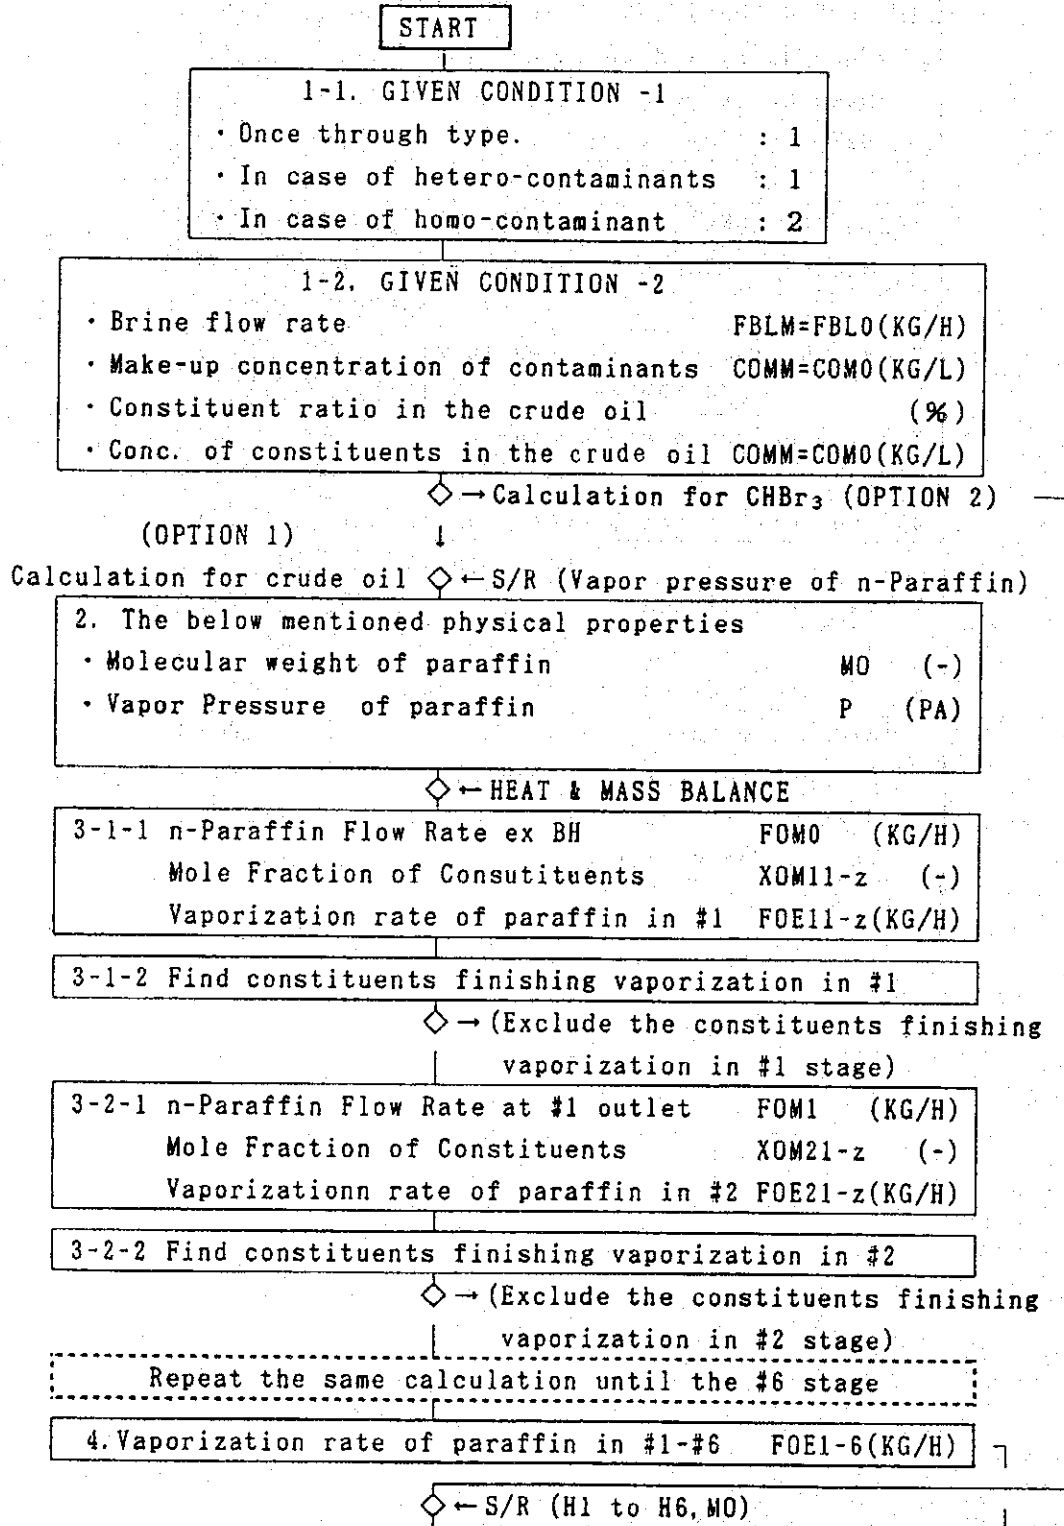 START
1-1. GIVEN CONDITION -1
・Once through type. : 1
・In case of hetero-contaminants : 1
・In case of homo-contaminant : 2
1-2. GIVEN CONDITION -2
・Brine flow rate FBLM=FBL0(KG/H)
・Make-up concentration of contaminants COMM=COM0(KG/L)
・Constituent ratio in the crude oil (%)
・Conc. of constituents in the crude oil COMM=COM0(KG/L)
→ Calculation for CHBr₃ (OPTION 2)
(OPTION 1) ↓
Calculation for crude oil ← S/R (Vapor pressure of n-Paraffin)
2. The below mentioned physical properties
・Molecular weight of paraffin MO (-)
・Vapor Pressure of paraffin P (PA)
← HEAT & MASS BALANCE
3-1-1 n-Paraffin Flow Rate ex BH FOM0 (KG/H)
Mole Fraction of Consutituents XOM11-z (-)
Vaporization rate of paraffin in #1 FOE11-z(KG/H)
3-1-2 Find constituents finishing vaporization in #1
→ (Exclude the constituents finishing
vaporization in #1 stage)
3-2-1 n-Paraffin Flow Rate at #1 outlet FOM1 (KG/H)
Mole Fraction of Constituents XOM21-z (-)
Vaporizationn rate of paraffin in #2 FOE21-z(KG/H)
3-2-2 Find constituents finishing vaporization in #2
→ (Exclude the constituents finishing
vaporization in #2 stage)
Repeat the same calculation until the #6 stage
4.Vaporization rate of paraffin in #1-#6 FOE1-6(KG/H)
← S/R (H1 to H6,MO)